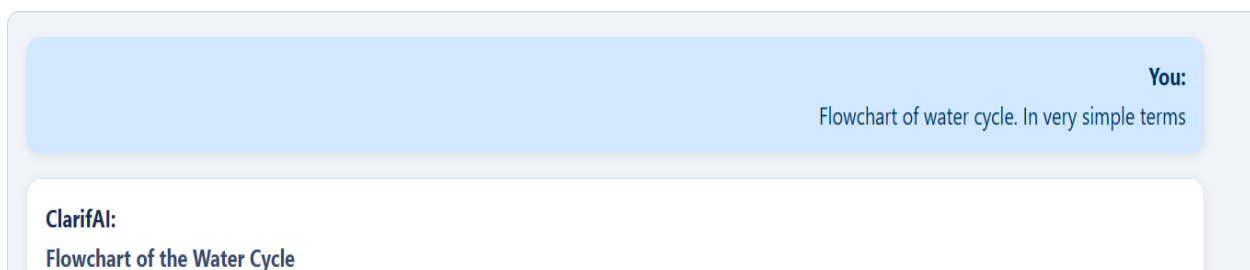 You:
Flowchart of water cycle. In very simple terms
ClarifAI:
Flowchart of the Water Cycle